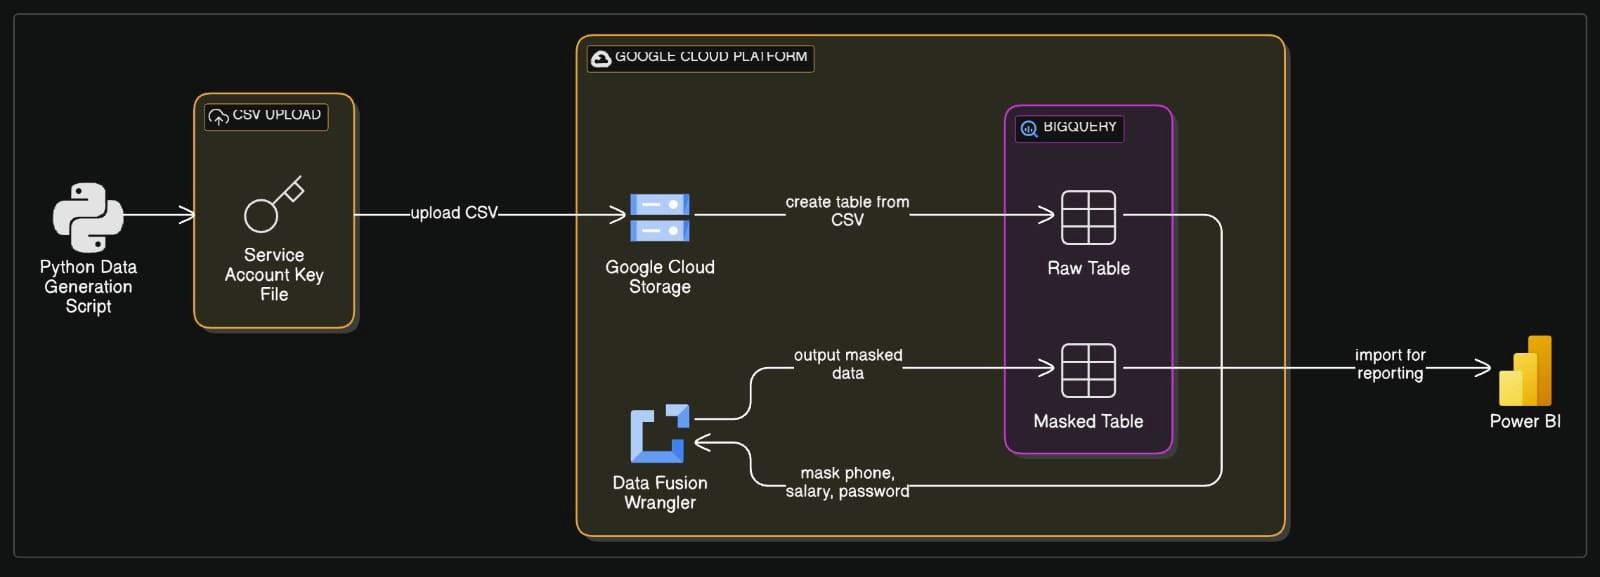 GOOGLE CLOUD PLATFORM
CSV UPLOAD
BIGQUERY
Python Data
Generation
Script
Service
Account Key
File
upload CSV
Google Cloud
Storage
create table from
CSV
Raw Table
output masked
data
Masked Table
import for
reporting
Power BI
Data Fusion
Wrangler
mask phone,
salary, password